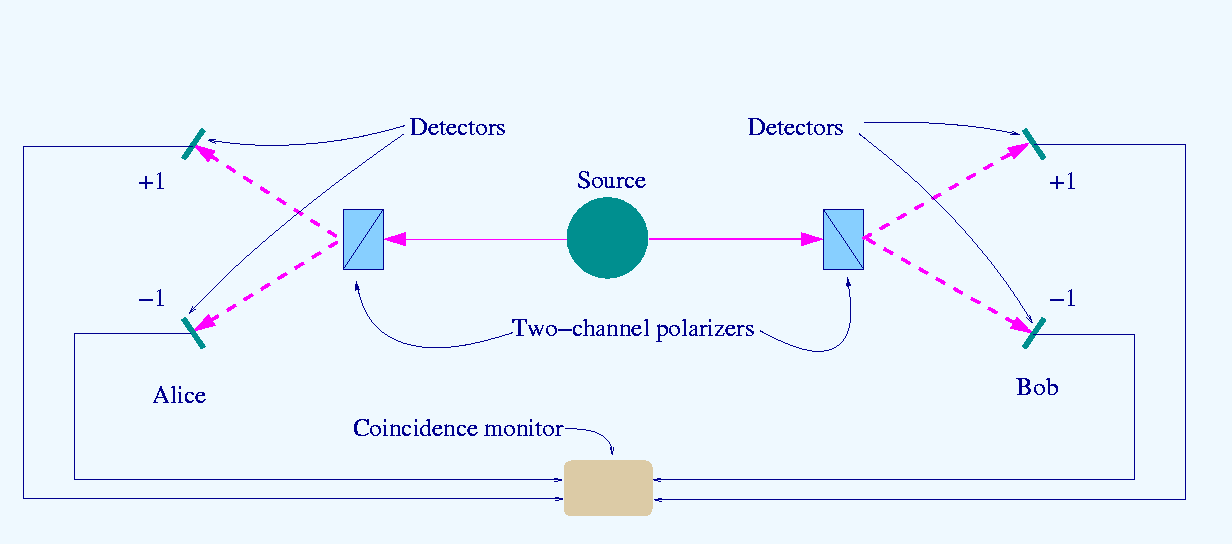 Detectors
Detectors
+1
Source
+1
−1
−1
Two−channel polarizers
Alice
Bob
Coincidence monitor